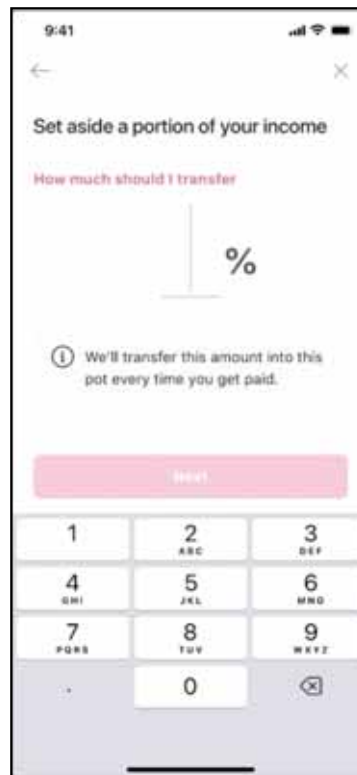 9:41
Set aside a portion of your income
How much should I transfer
%
We'll transfer this amount into this
pot every time you get paid.
Next
1 2 3
ABC DEF
4 5 6
GHI JKL MNO
7 8 9
PQRS TUV WXYZ
. 0